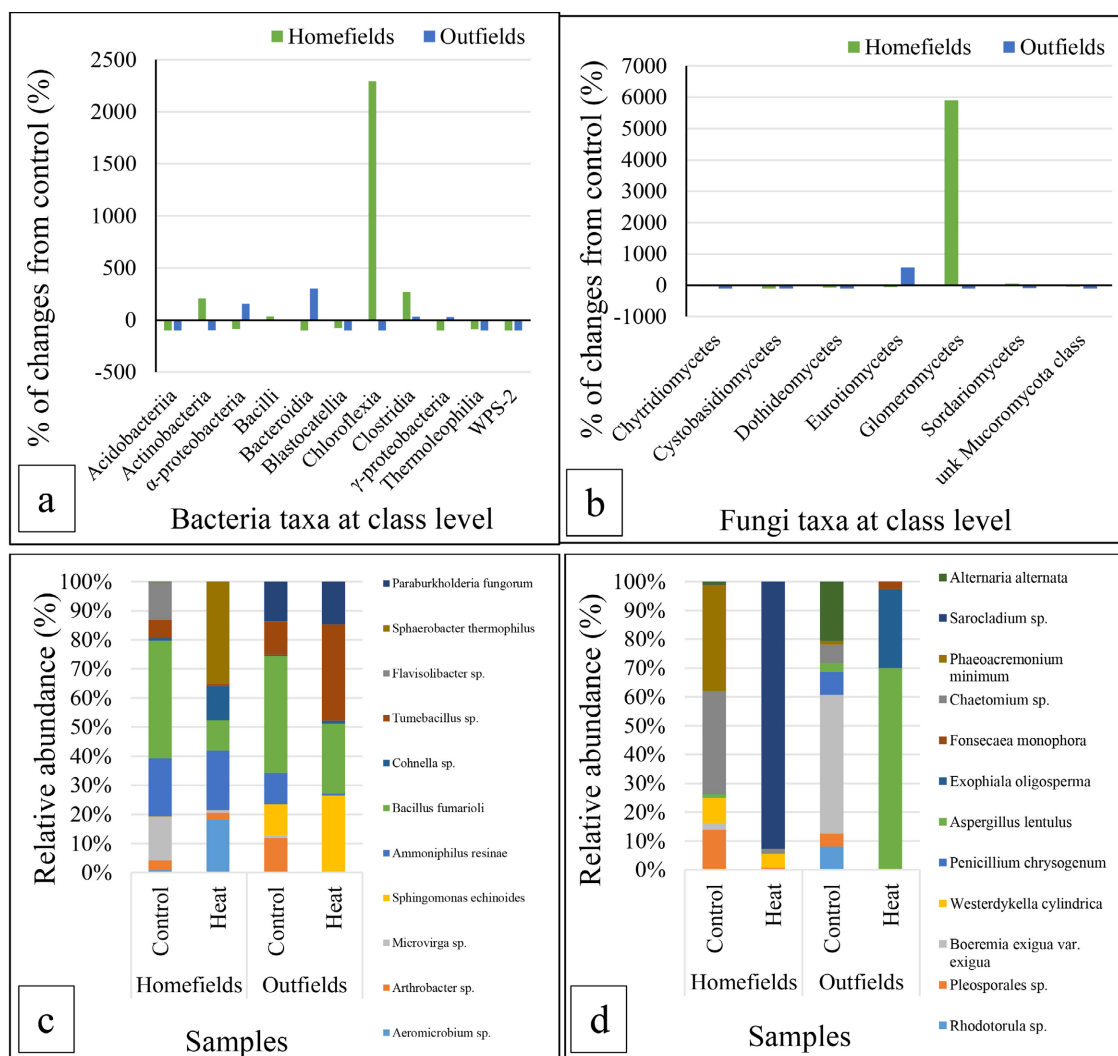 Homefields
Outfields
% of changes from control (%)
2500
2000
1500
1000
500
0
-500
Acidobacteriia
Actinobacteria
α-proteobacteria
Bacilli
Bacteroidia
Blastocatellia
Chloroflexia
Clostridia
γ-proteobacteria
Thermoleophilia
WPS-2
a
Bacteria taxa at class level
Homefields
Outfields
% of changes from control (%)
7000
6000
5000
4000
3000
2000
1000
0
-1000
Chytridiomycetes
Cystobasidiomycetes
Dothideomycetes
Eurotiomycetes
Glomeromycetes
Sordariomycetes
unk Mucoromycota class
b
Fungi taxa at class level
Relative abundance (%)
100%
90%
80%
70%
60%
50%
40%
30%
20%
10%
0%
Control
Heat
Control
Heat
Homefields
Outfields
c
Samples
Paraburkholderia fungorum
Sphaerobacter thermophilus
Flavisolibacter sp.
Tumebacillus sp.
Cohnella sp.
Bacillus fumarioli
Ammoniphilus resinae
Sphingomonas echinoides
Microvirga sp.
Arthrobacter sp.
Aeromicrobium sp.
Relative abundance (%)
100%
90%
80%
70%
60%
50%
40%
30%
20%
10%
0%
Control
Heat
Control
Heat
Homefields
Outfields
d
Samples
Alternaria alternata
Sarocladium sp.
Phaeoacremonium
minimum
Chaetomium sp.
Fonsecaea monophora
Exophiala oligosperma
Aspergillus lentulus
Penicillium chrysogenum
Westerdykella cylindrica
Boeremia exigua var.
exigua
Pleosporales sp.
Rhodotorula sp.